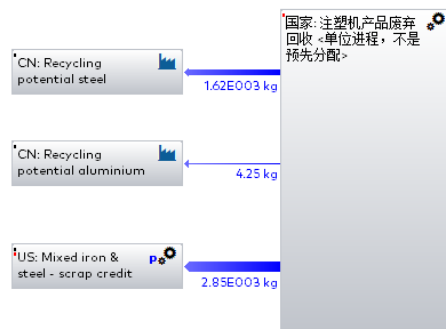 CN: Recycling
potential steel
1.62E003 kg
CN: Recycling
potential aluminium
4.25 kg
US: Mixed iron &
steel - scrap credit
p
2.85E003 kg
国家: 注塑机产品废弃
回收 <单位进程，不是
预先分配>